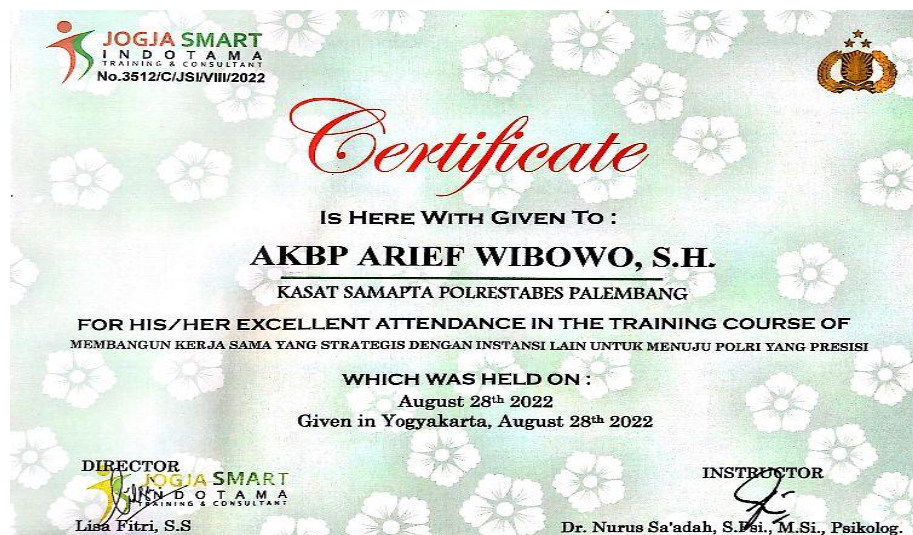 JOGJA SMART
INDOTAMA
TRAINING & CONSULTANT
No.3512/C/JSI/VIII/2022
Certificate
IS HERE WITH GIVEN TO :
AKBP ARIEF WIBOWO, S.H.
KASAT SAMAPTA POLRESTABES PALEMBANG
FOR HIS/HER EXCELLENT ATTENDANCE IN THE TRAINING COURSE OF
MEMBANGUN KERJA SAMA YANG STRATEGIS DENGAN INSTANSI LAIN UNTUK MENUJU POLRI YANG PRESISI
WHICH WAS HELD ON :
August 28th 2022
Given in Yogyakarta, August 28th 2022
DIRECTOR
JOGJA SMART
INDOTAMA
TRAINING & CONSULTANT
Lisa Fitri, S.S
INSTRUCTOR
Dr. Nurus Sa'adah, S.Psi., M.Si., Psikolog.